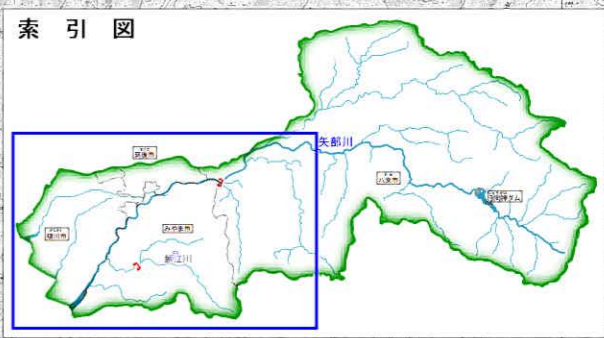 索引図
矢部川
筑後市
八女市
みやま市
柳川市
飯江川
日向神ダム